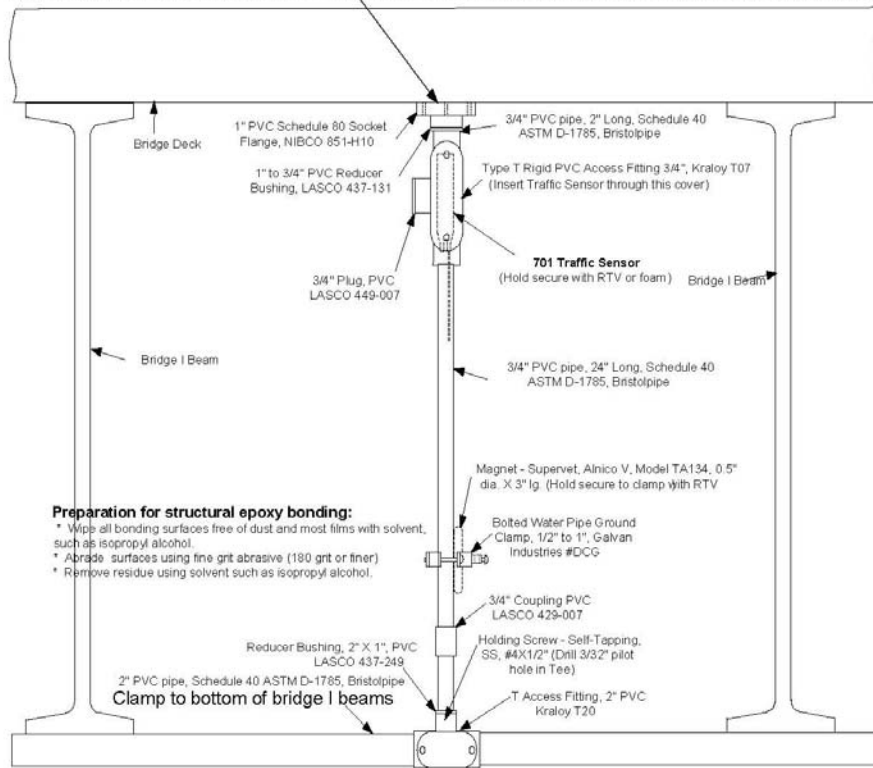 Bridge Deck
1" PVC Schedule 80 Socket
Flange, NIBCO 851-H10
3/4" PVC pipe, 2" Long, Schedule 40
ASTM D-1785, Bristolpipe
1" to 3/4" PVC Reducer
Bushing, LASCO 437-131
Type T Rigid PVC Access Fitting 3/4", Kraloy T07
(Insert Traffic Sensor through this cover)
701 Traffic Sensor
(Hold secure with RTV or foam)
3/4" Plug, PVC
LASCO 449-007
Bridge I Beam
Bridge I Beam
3/4" PVC pipe, 24" Long, Schedule 40
ASTM D-1785, Bristolpipe
Magnet - Supervet, Alnico V, Model TA134, 0.5"
dia. X 3" lg. (Hold secure to clamp with RTV
Preparation for structural epoxy bonding:
* Wipe all bonding surfaces free of dust and most films with solvent,
such as isopropyl alcohol.
* Abrade surfaces using fine grit abrasive (180 grit or finer)
* Remove residue using solvent such as isopropyl alcohol.
Bolted Water Pipe Ground
Clamp, 1/2" to 1", Galvan
Industries #DCG
3/4" Coupling PVC
LASCO 429-007
Reducer Bushing, 2" X 1", PVC
LASCO 437-249
Holding Screw - Self-Tapping,
SS, #4X1/2" (Drill 3/32" pilot
hole in Tee)
2" PVC pipe, Schedule 40 ASTM D-1785, Bristolpipe
Clamp to bottom of bridge I beams
T Access Fitting, 2" PVC
Kraloy T20